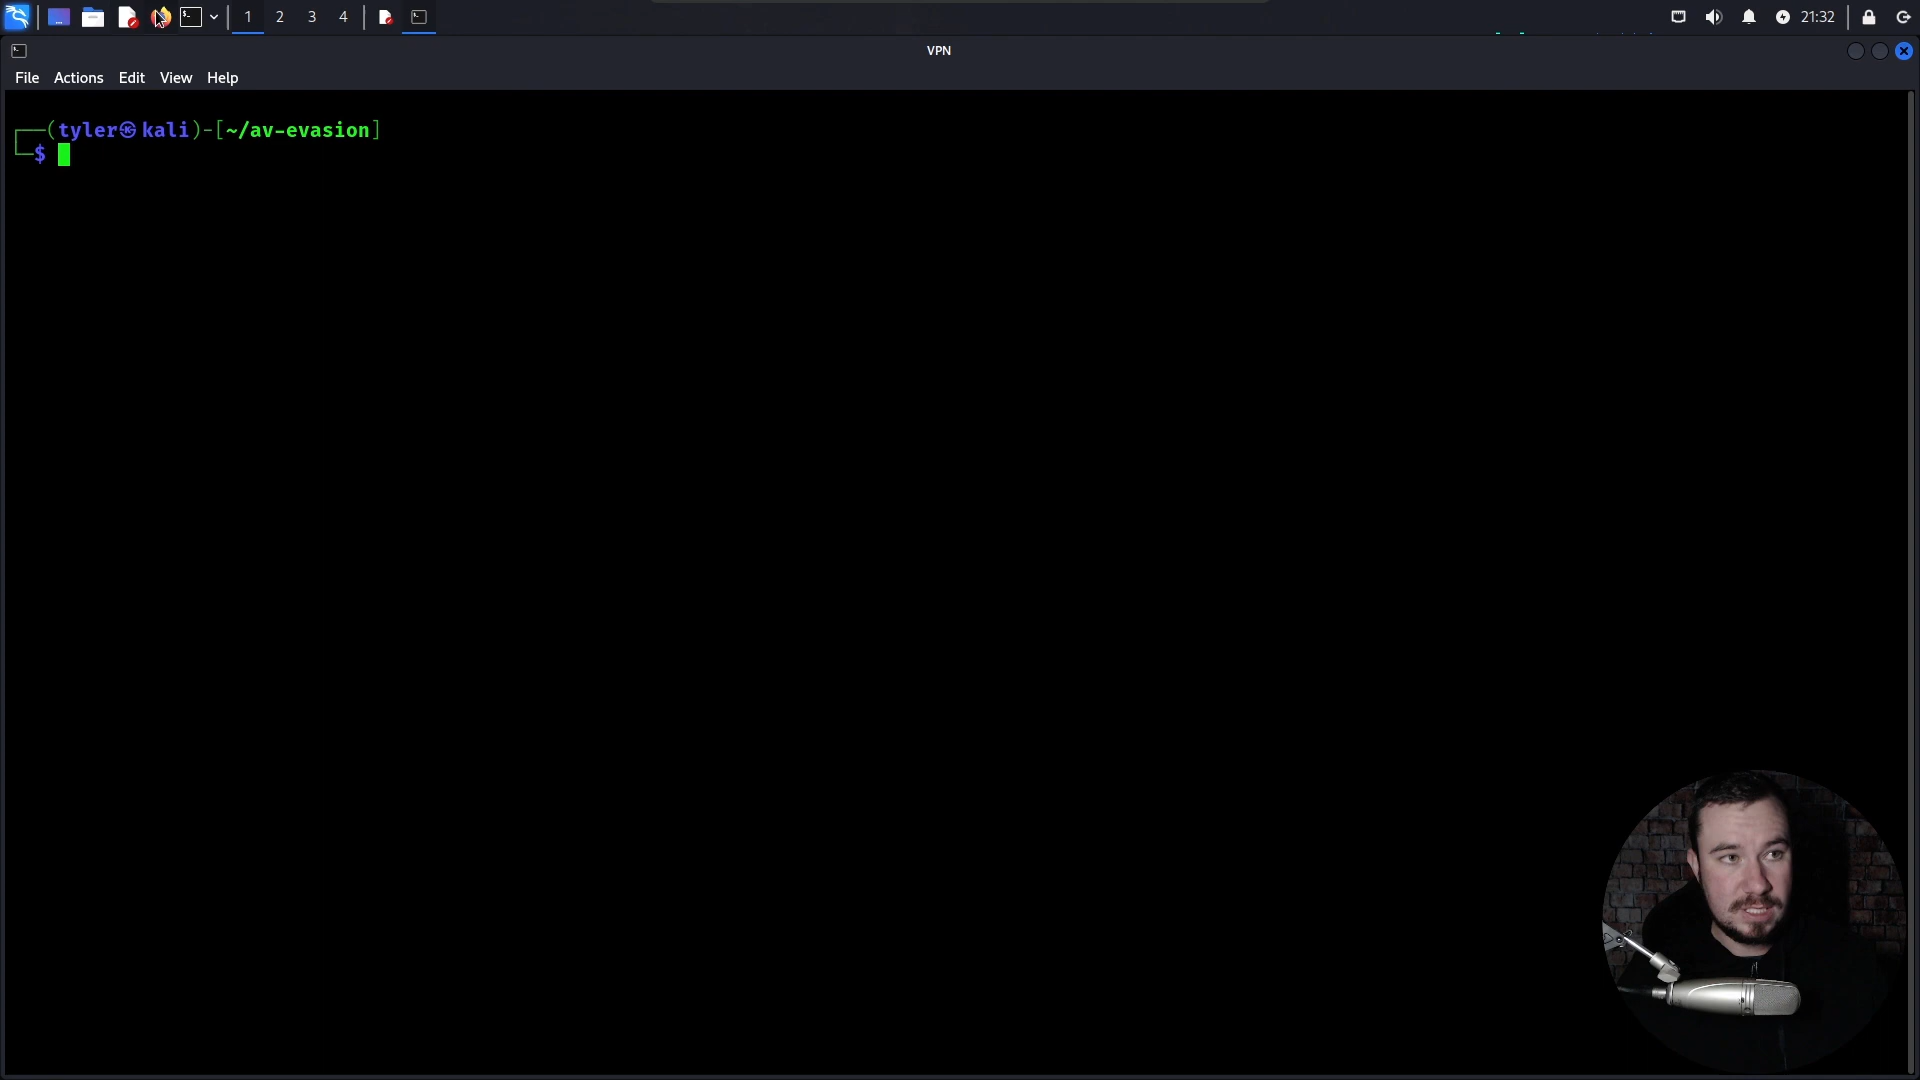 1 2 3 4 21:32
VPN
File Actions Edit View Help
┌──(tyler㉿kali)-[~/av-evasion]
└─$